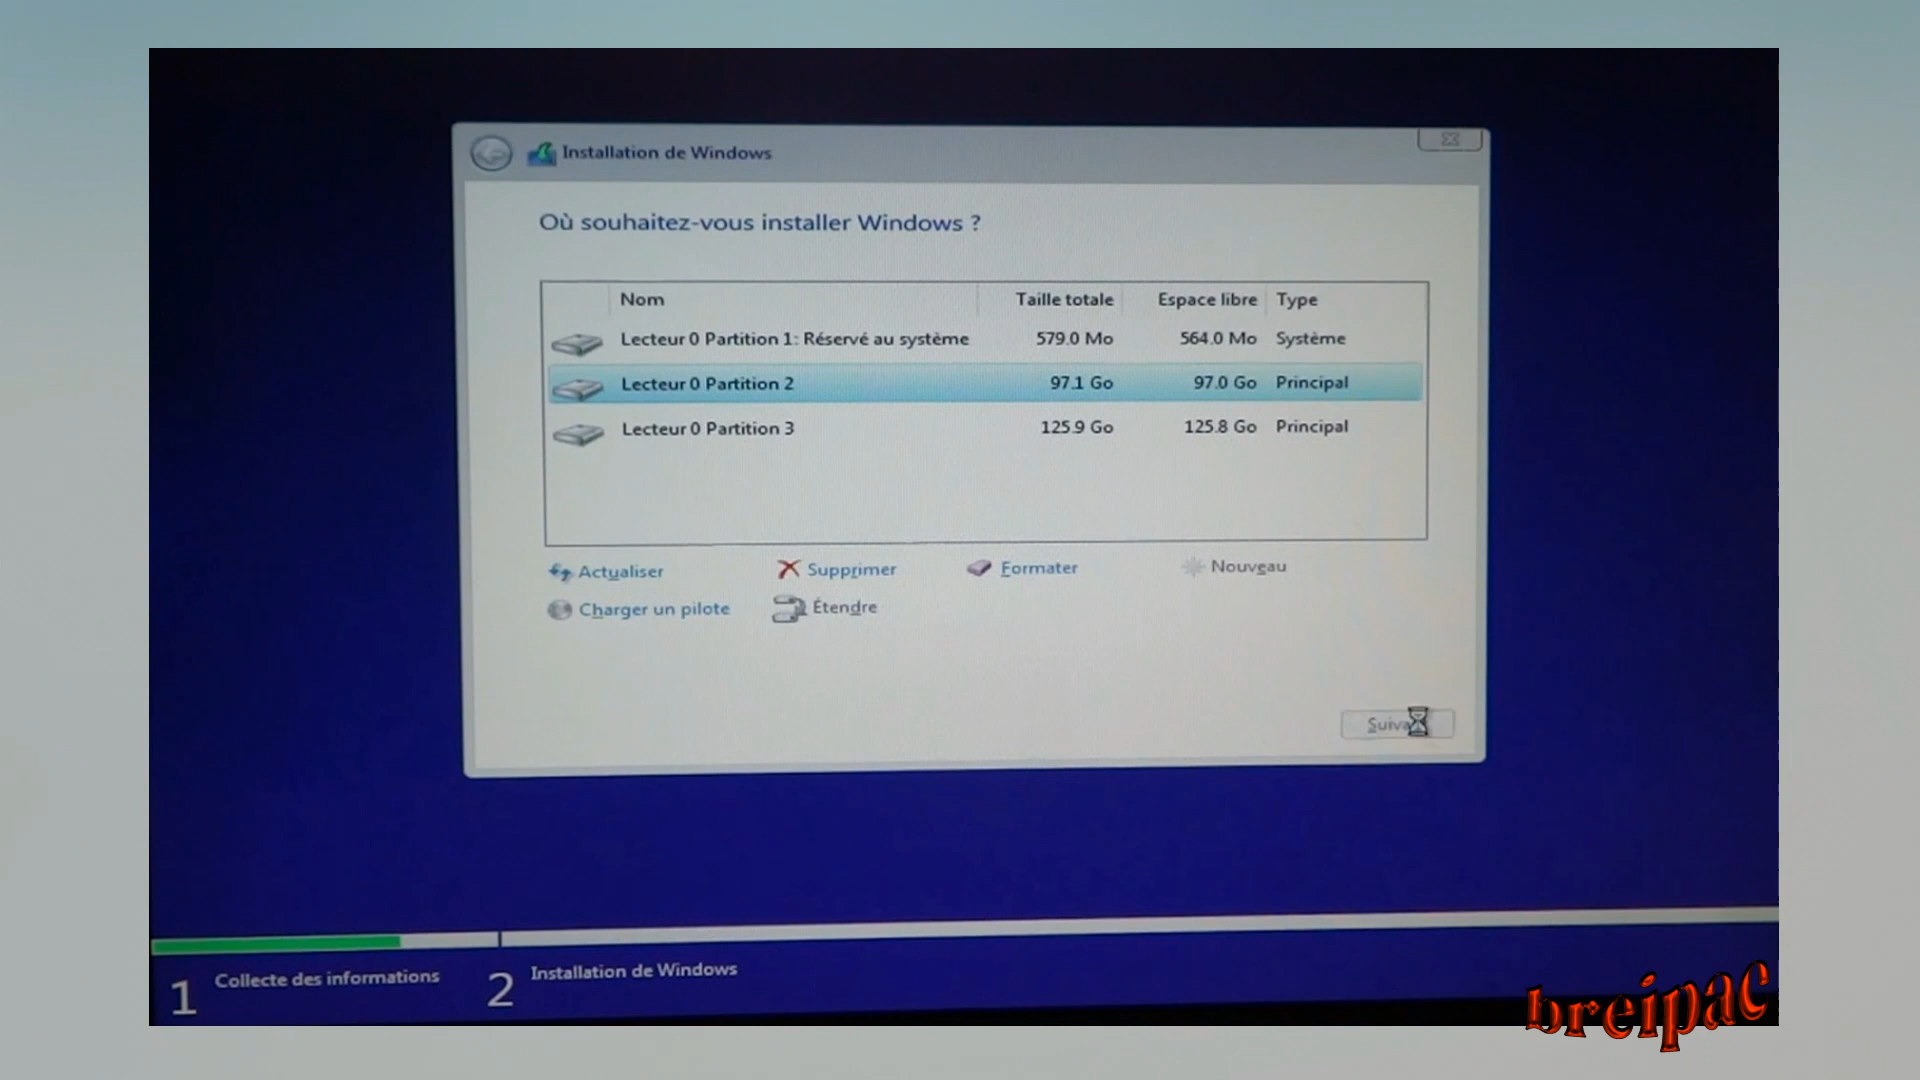 Installation de Windows
Où souhaitez-vous installer Windows ?
Nom Taille totale Espace libre Type
Lecteur 0 Partition 1: Réservé au système 579.0 Mo 564.0 Mo Système
Lecteur 0 Partition 2 97.1 Go 97.0 Go Principal
Lecteur 0 Partition 3 125.9 Go 125.8 Go Principal
Actualiser Supprimer Formater Nouveau
Charger un pilote Étendre
1 Collecte des informations 2 Installation de Windows
breipac